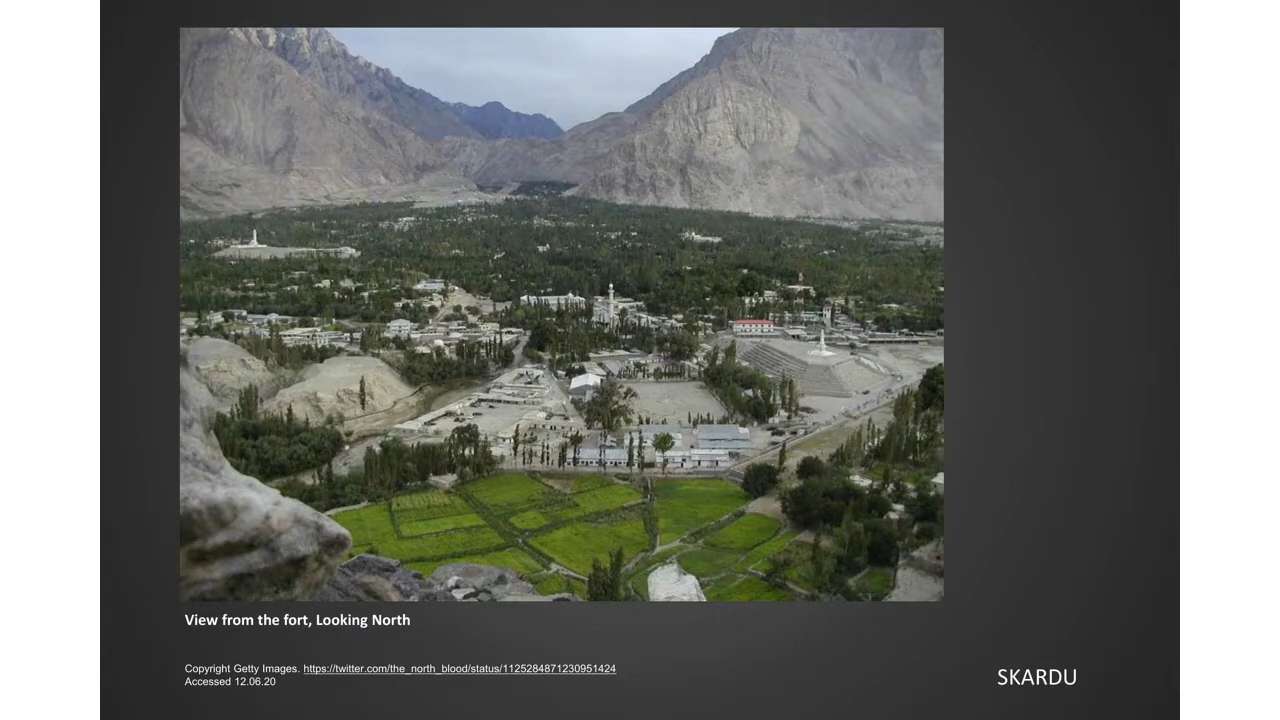 View from the fort, Looking North
Copyright Getty Images. https://twitter.com/the_north_blood/status/1125284871230951424
Accessed 12.06.20
SKARDU